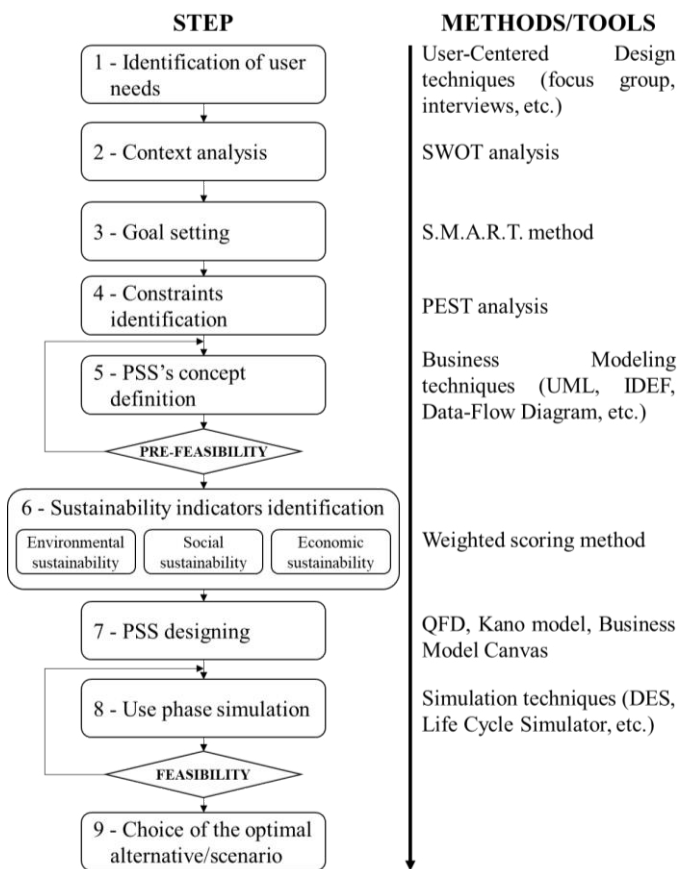 STEP
METHODS/TOOLS
1 - Identification of user
needs
User-Centered Design
techniques (focus group,
interviews, etc.)
2 - Context analysis
SWOT analysis
3 - Goal setting
S.M.A.R.T. method
4 - Constraints
identification
PEST analysis
5 - PSS's concept
definition
Business Modeling
techniques (UML, IDEF,
Data-Flow Diagram, etc.)
PRE-FEASIBILITY
6 - Sustainability indicators identification
Environmental
sustainability
Social
sustainability
Economic
sustainability
Weighted scoring method
7 - PSS designing
QFD, Kano model, Business
Model Canvas
8 - Use phase simulation
Simulation techniques (DES,
Life Cycle Simulator, etc.)
FEASIBILITY
9 - Choice of the optimal
alternative/scenario